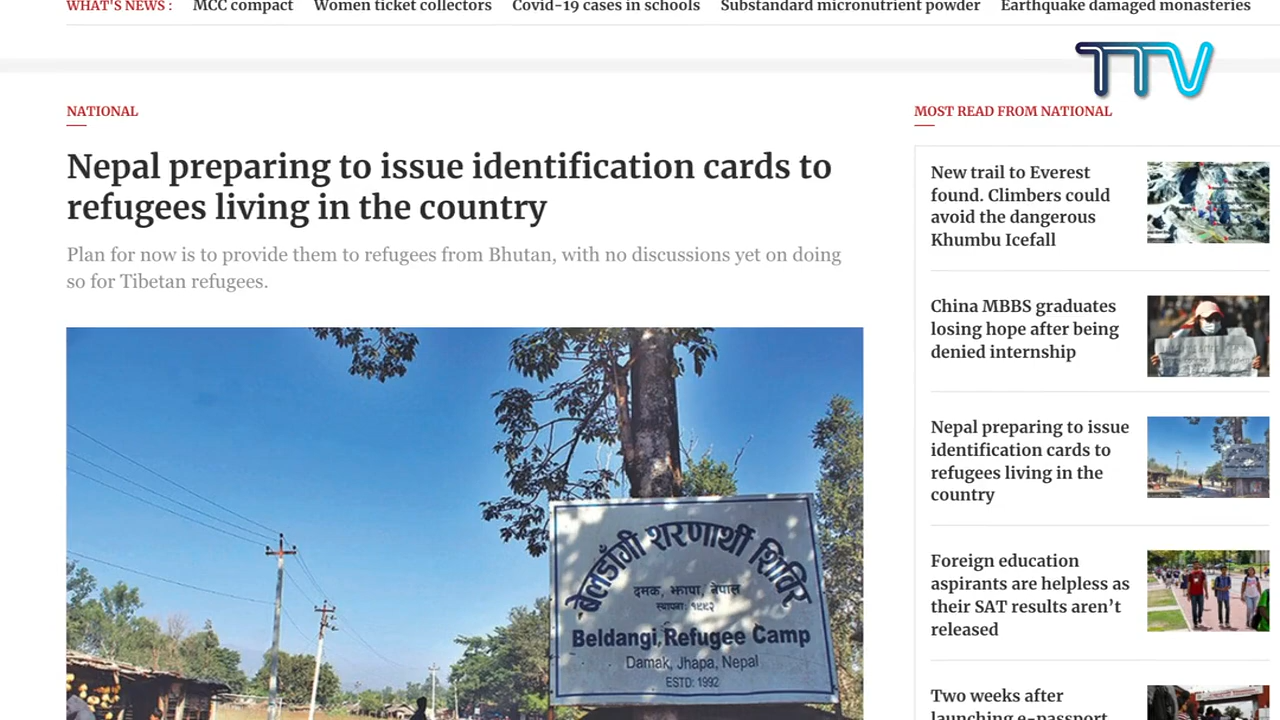 WHAT'S NEWS : MCC compact Women ticket collectors Covid-19 cases in schools Substandard micronutrient powder Earthquake damaged monasteries
TTV
NATIONAL
Nepal preparing to issue identification cards to
refugees living in the country
Plan for now is to provide them to refugees from Bhutan, with no discussions yet on doing
so for Tibetan refugees.
बेलडाँगी शरणार्थी शिविर
दमक, झापा, नेपाल
स्थापनाः १९९२
Beldangi Refugee Camp
Damak, Jhapa, Nepal
ESTD: 1992
MOST READ FROM NATIONAL
New trail to Everest
found. Climbers could
avoid the dangerous
Khumbu Icefall
China MBBS graduates
losing hope after being
denied internship
Nepal preparing to issue
identification cards to
refugees living in the
country
Foreign education
aspirants are helpless as
their SAT results aren’t
released
Two weeks after
launching e-passport